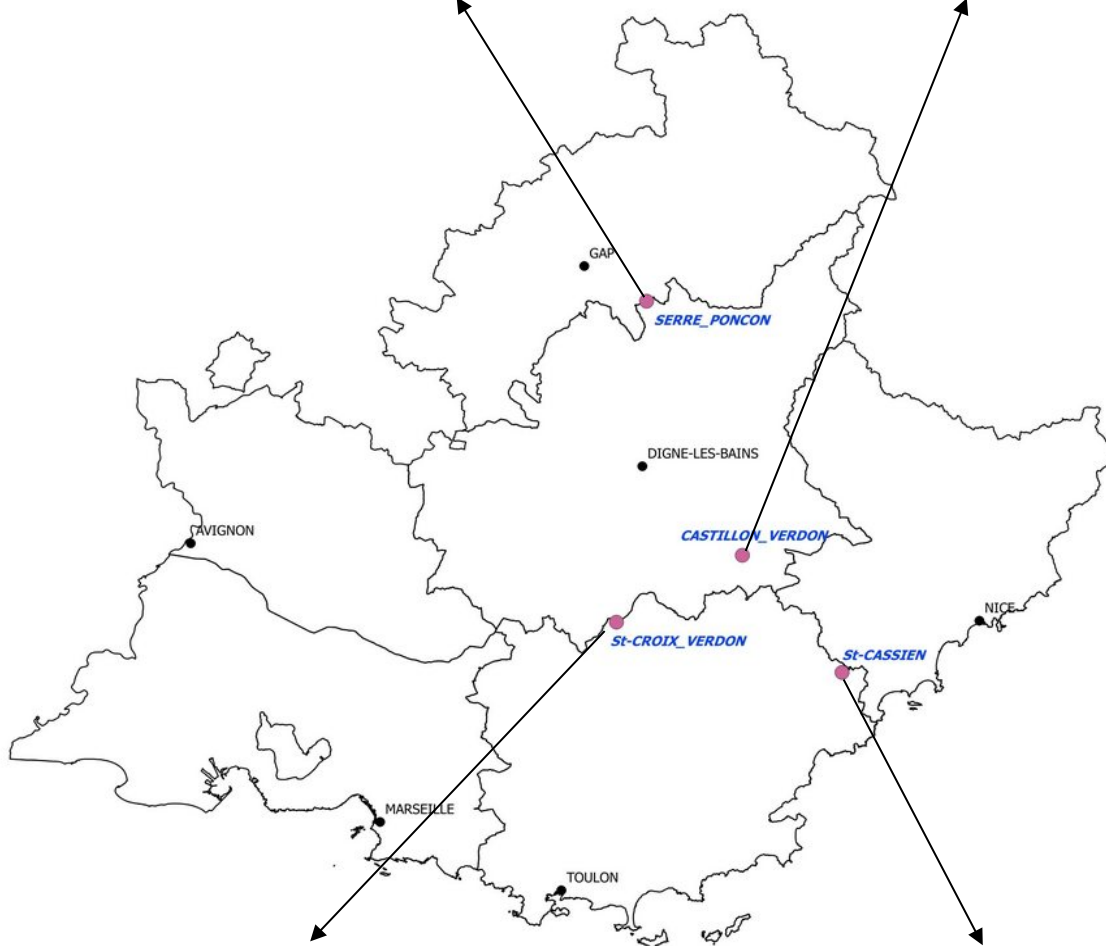 GAP
SERRE_PONCON
DIGNE-LES-BAINS
AVIGNON
CASTILLON_VERDON
NICE
St-CROIX_VERDON
St-CASSIEN
MARSEILLE
TOULON